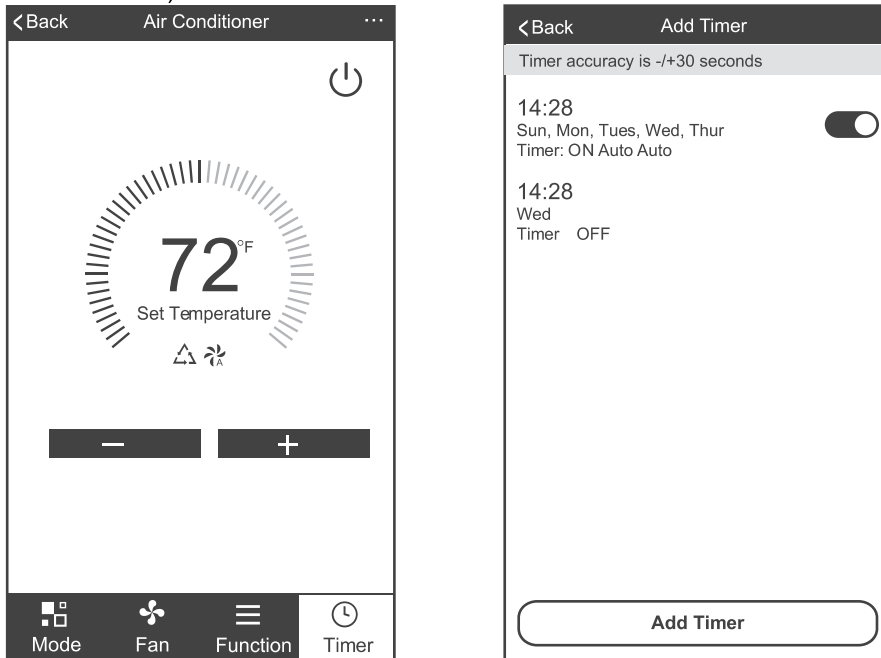 Back Air Conditioner ...
72°F
Set Temperature
A
− +
Mode Fan Function Timer
Back Add Timer
Timer accuracy is -/+30 seconds
14:28
Sun, Mon, Tues, Wed, Thur
Timer: ON Auto Auto
14:28
Wed
Timer OFF
Add Timer